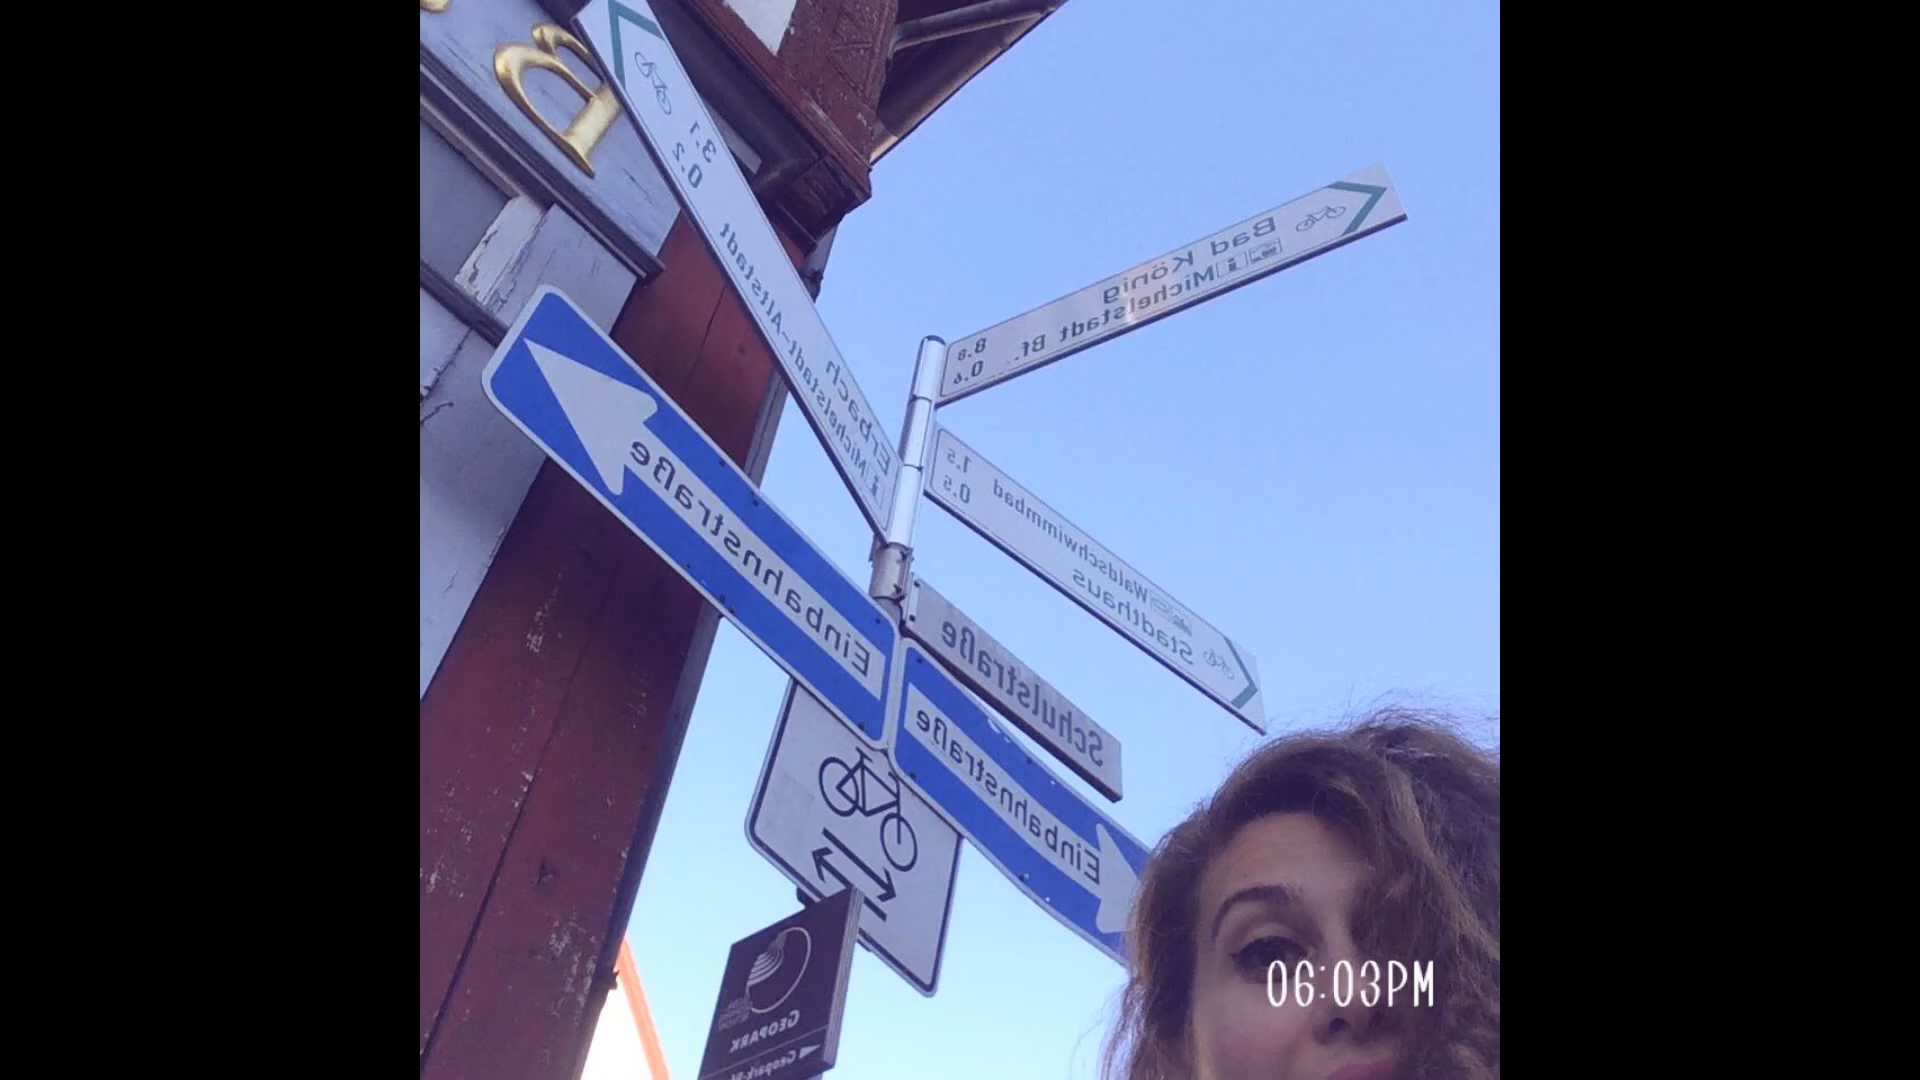 B
3.1
0.2
Erbach
Michelstadt-Altstadt
Bad König
Michelstadt Bf.
8.8
0.4
1.5
0.5
Waldschwimmbad
Stadthaus
Schulstraße
Einbahnstraße
Einbahnstraße
GEOPARK
06:03PM